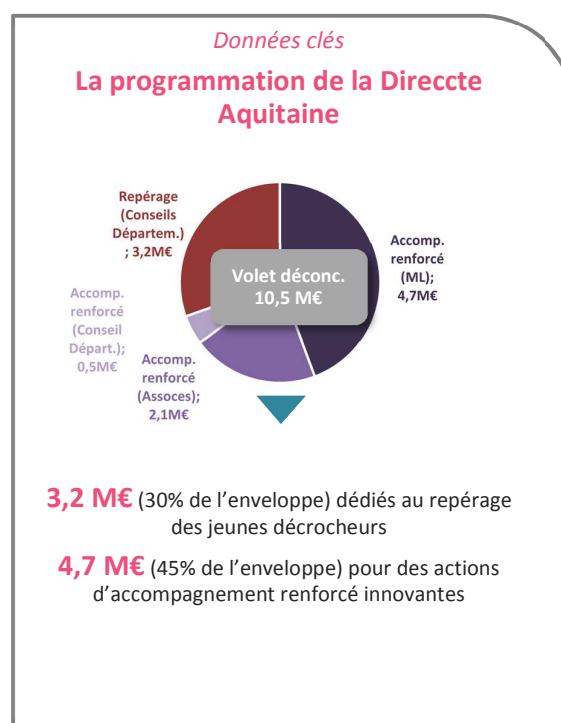 Données clés
La programmation de la Direccte
Aquitaine
Repérage
(Conseils
Départem.)
; 3,2M€
Accomp.
renforcé
(ML);
4,7M€
Volet déconc.
10,5 M€
Accomp.
renforcé
(Conseil
Départ.);
0,5M€
Accomp.
renforcé
(Assoces);
2,1M€
3,2 M€ (30% de l’enveloppe) dédiés au repérage
des jeunes décrocheurs
4,7 M€ (45% de l’enveloppe) pour des actions
d’accompagnement renforcé innovantes